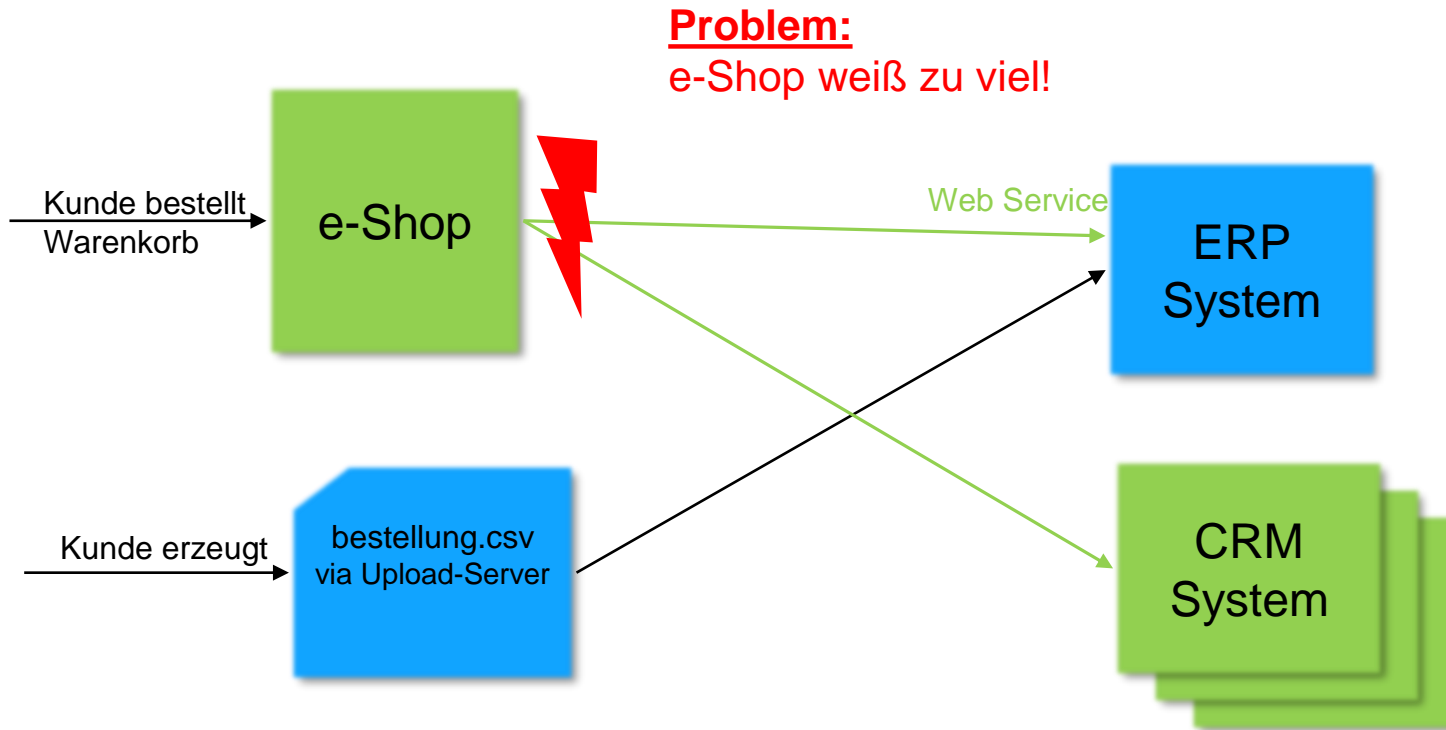 Problem:
e-Shop weiß zu viel!
Kunde bestellt
Warenkorb
e-Shop
Web Service
ERP
System
Kunde erzeugt
bestellung.csv
via Upload-Server
CRM
System